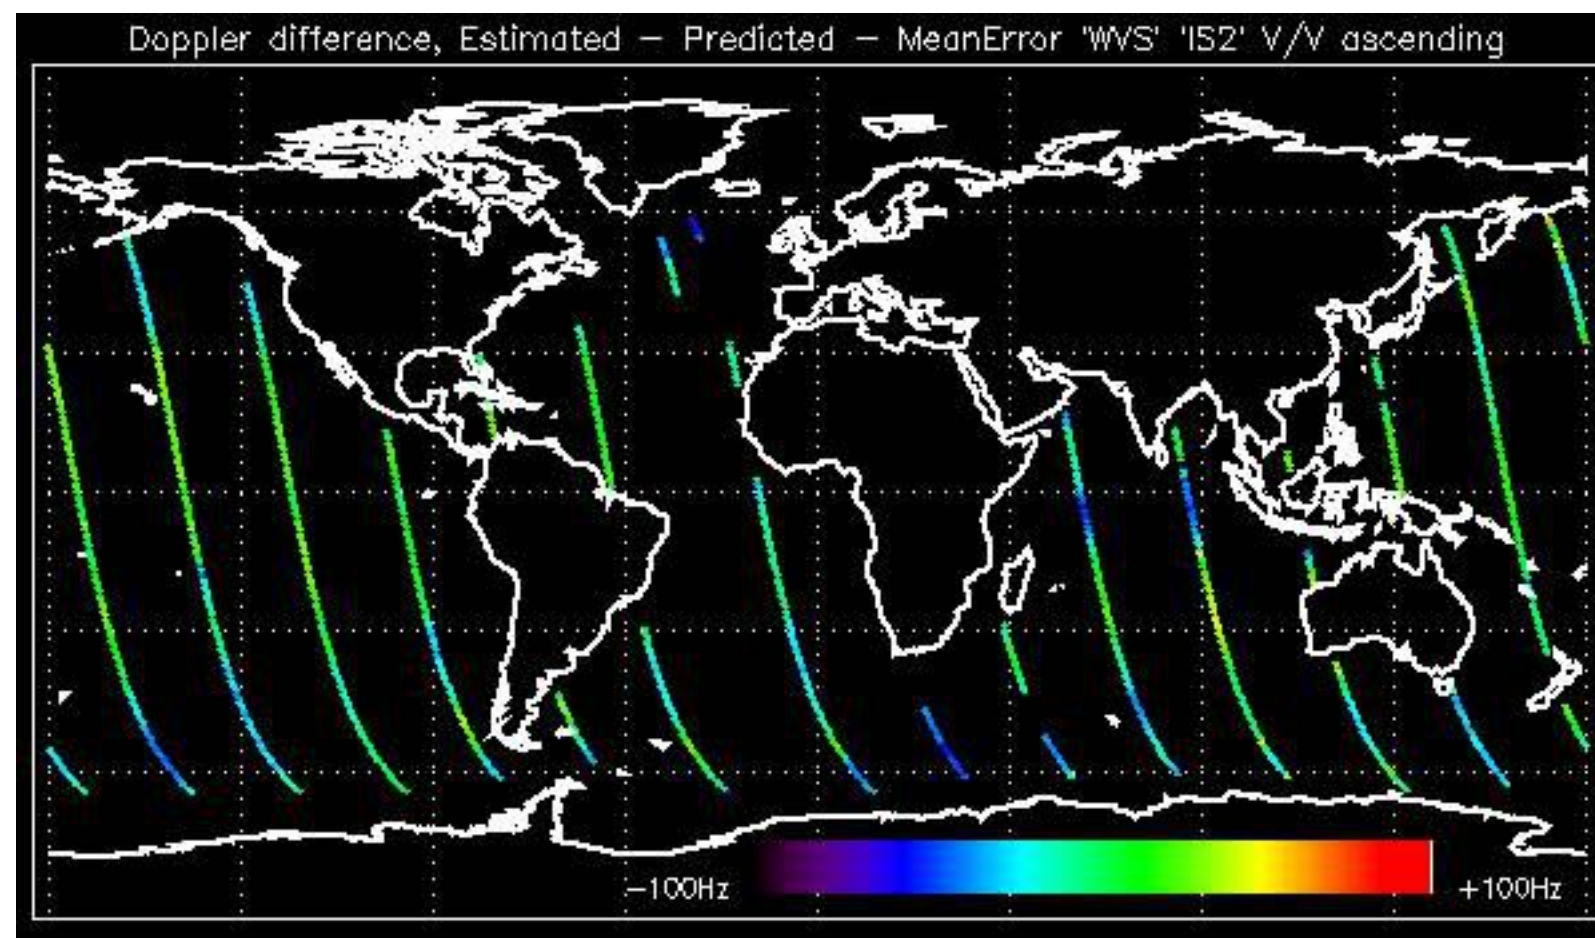 Doppler difference, Estimated − Predicted − MeanError 'WVS' 'IS2' V/V ascending
−100Hz +100Hz